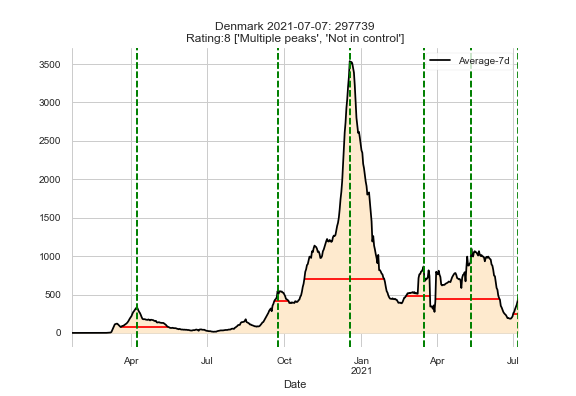 Denmark 2021-07-07: 297739
Rating:8 ['Multiple peaks', 'Not in control']
Average-7d
3500
3000
2500
2000
1500
1000
500
0
Apr
Jul
Oct
Jan
2021
Apr
Jul
Date